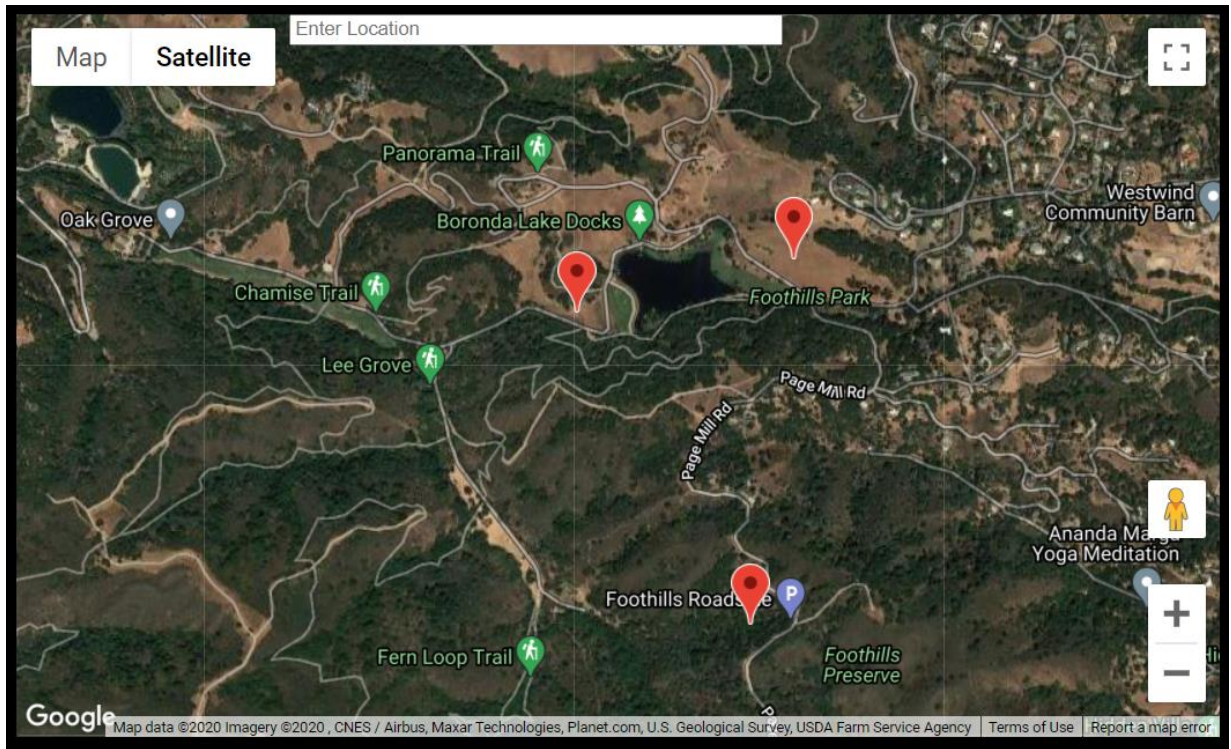 Enter Location
Map
Satellite
Panorama Trail
Westwind
Community Barn
Oak Grove
Boronda Lake Docks
Chamise Trail
Foothills Park
Lee Grove
Page Mill Rd
Page Mill Rd
Ananda Marga
Yoga Meditation
Foothills
P
Fern Loop Trail
Foothills
Preserve
Google
Map data ©2020 Imagery ©2020 , CNES / Airbus, Maxar Technologies, Planet.com, U.S. Geological Survey, USDA Farm Service Agency
Terms of Use
Report a map error